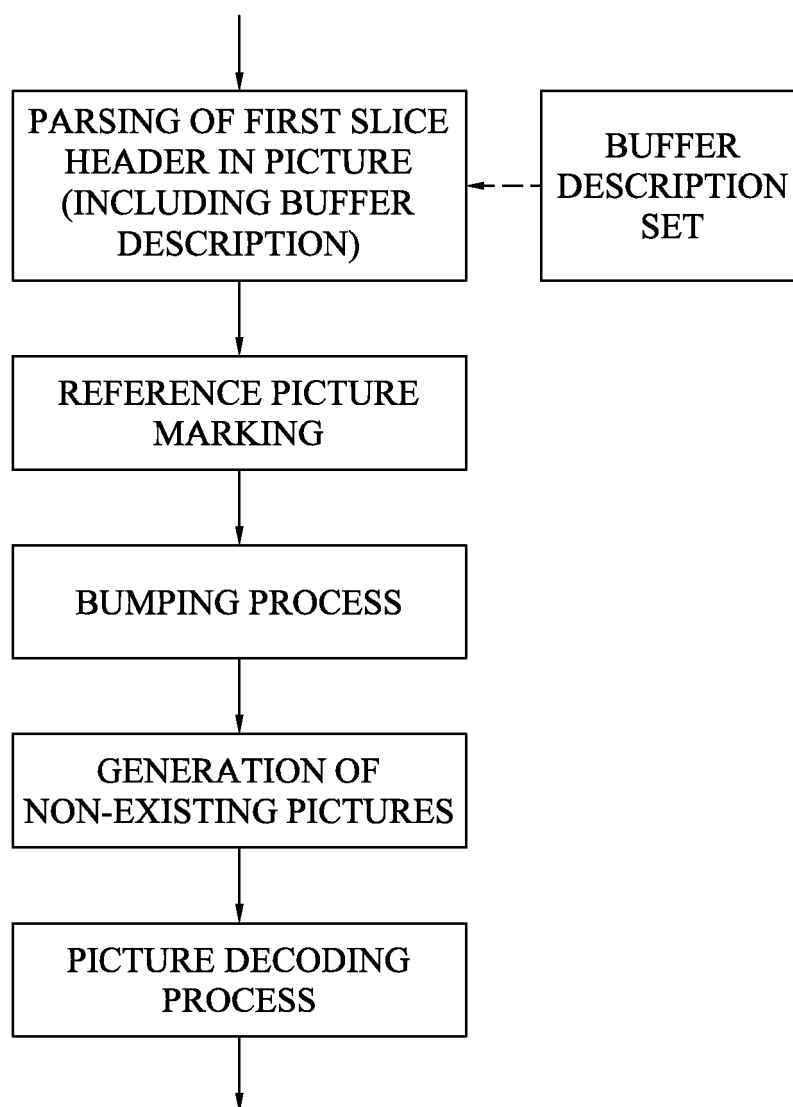 PARSING OF FIRST SLICE
HEADER IN PICTURE
(INCLUDING BUFFER
DESCRIPTION)
BUFFER
DESCRIPTION
SET
REFERENCE PICTURE
MARKING
BUMPING PROCESS
GENERATION OF
NON-EXISTING PICTURES
PICTURE DECODING
PROCESS